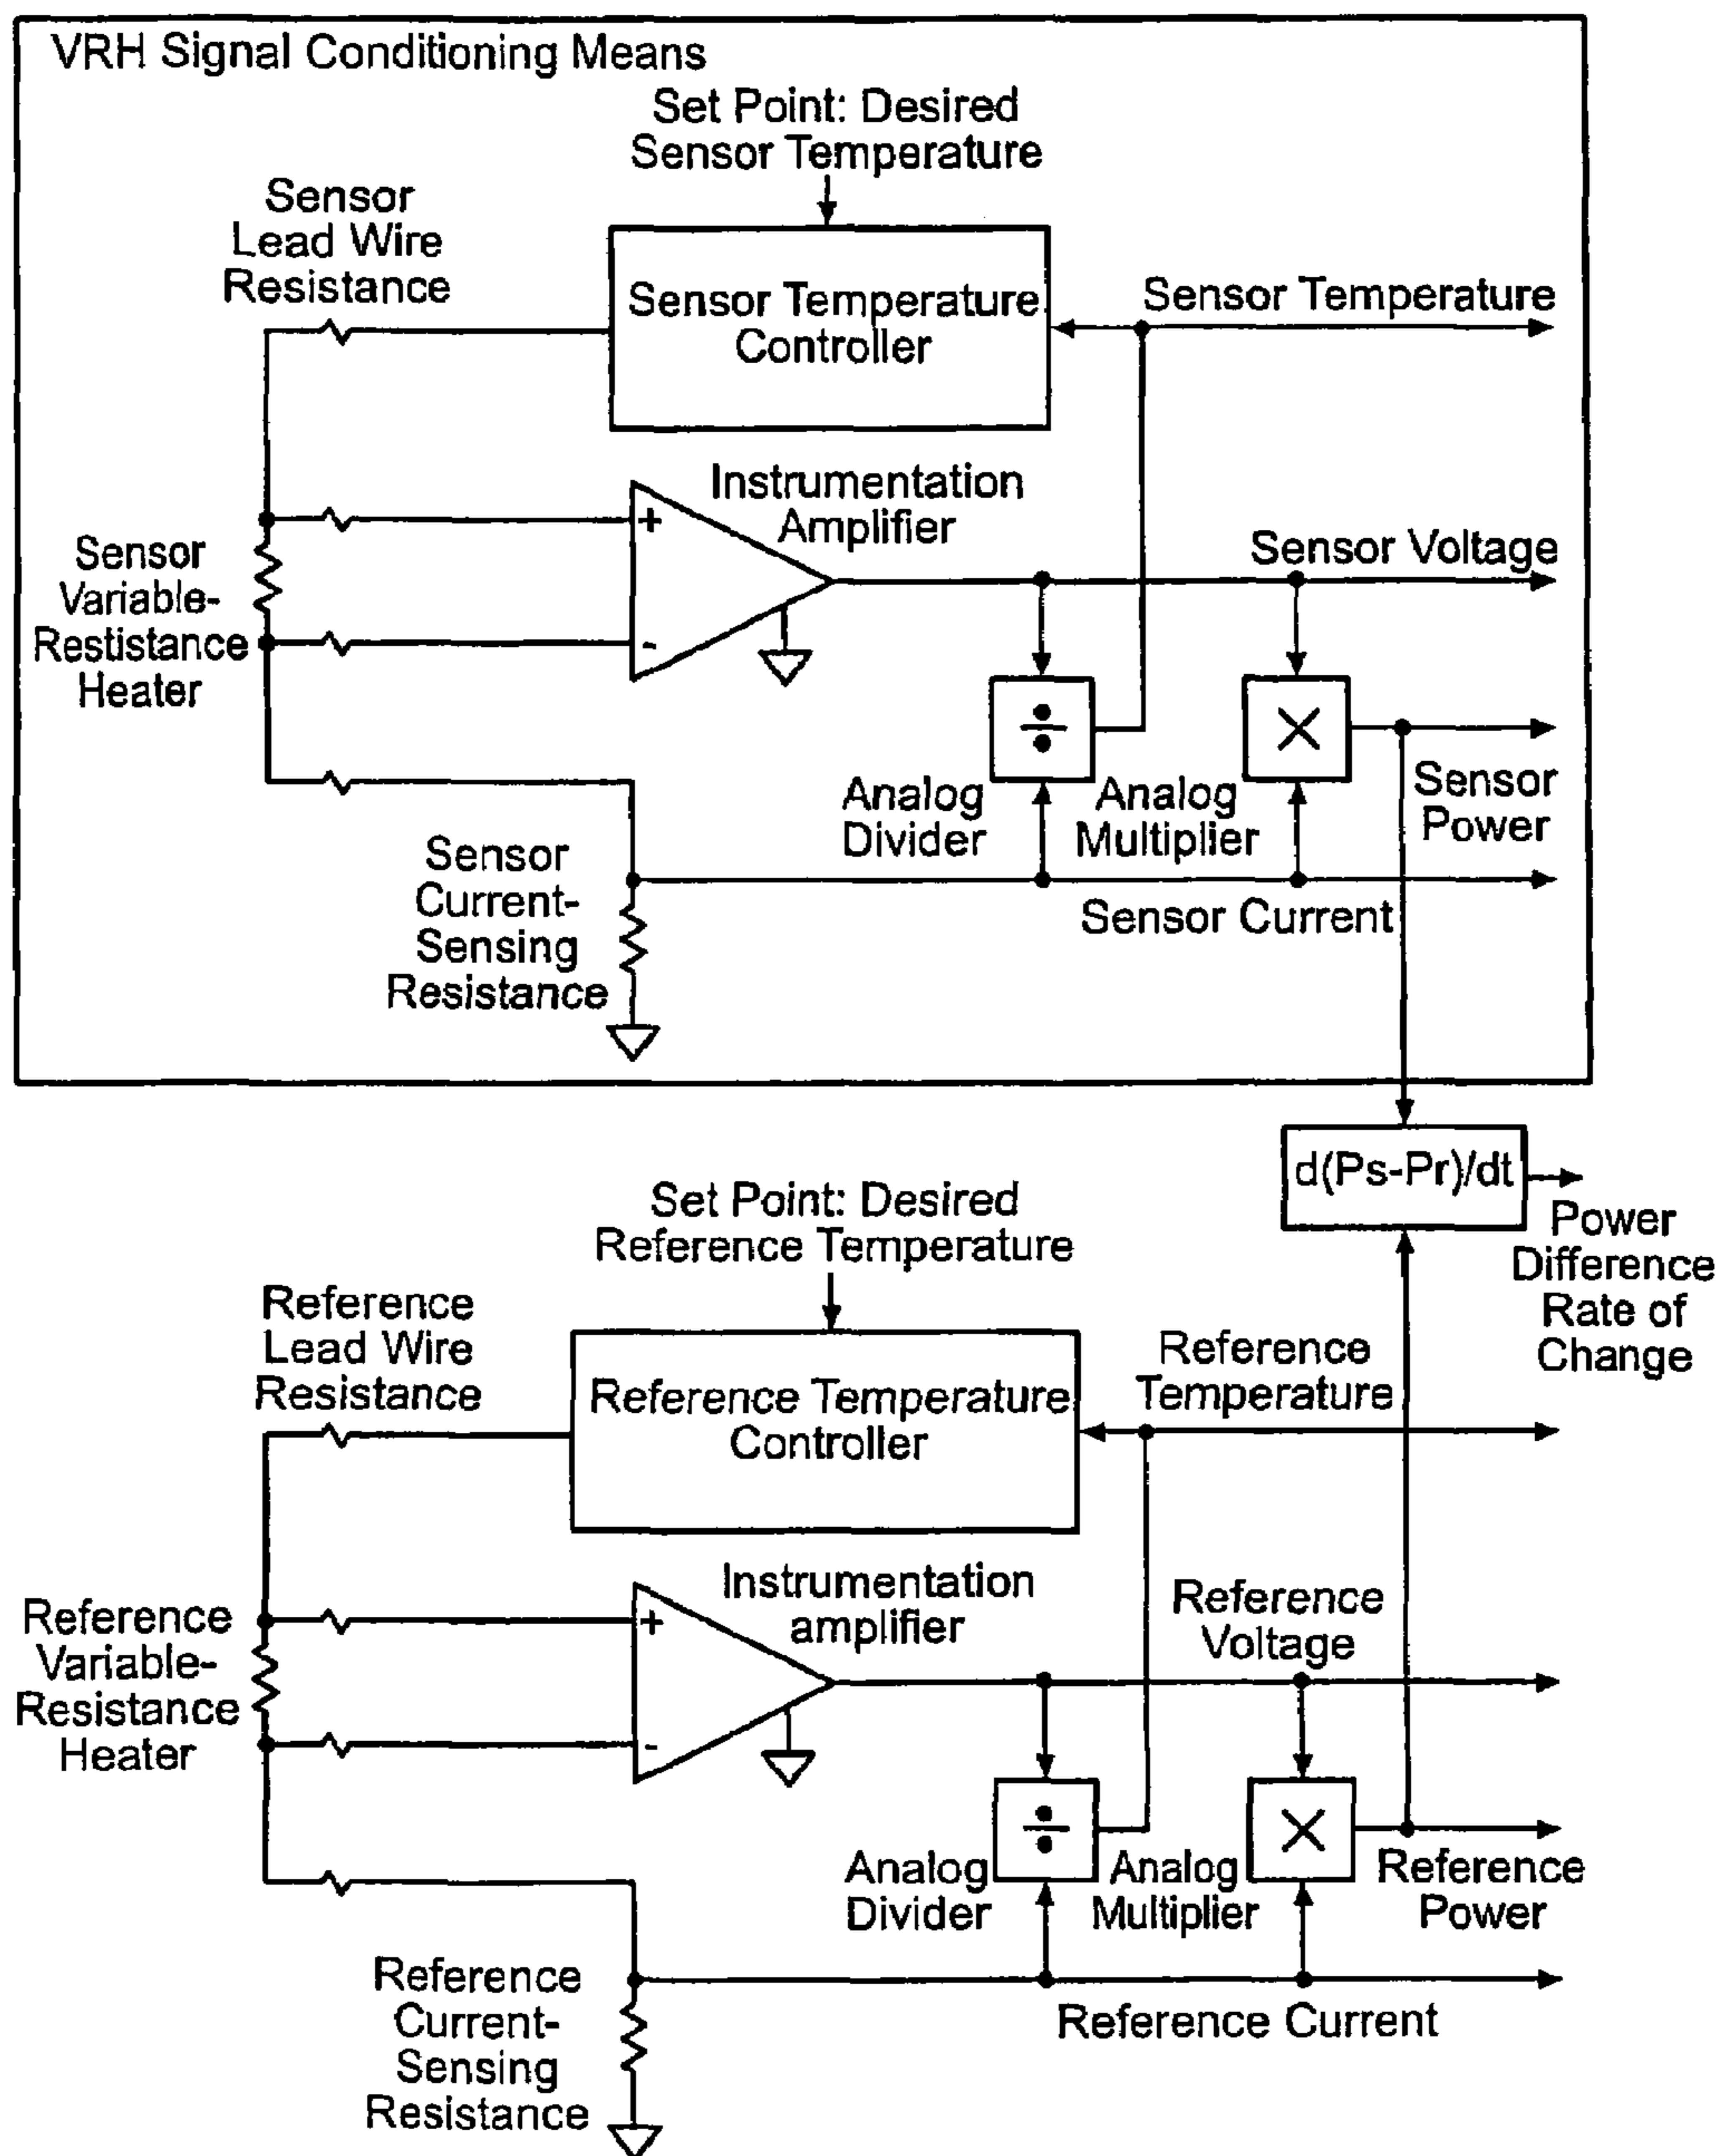 VRH Signal Conditioning Means
Set Point: Desired
Sensor Temperature
Sensor
Lead Wire
Resistance
Sensor Temperature
Controller
Sensor Temperature
Instrumentation
Amplifier
+
-
Sensor Voltage
Sensor
Variable-
Restistance
Heater
÷
×
Analog
Divider
Analog
Multiplier
Sensor
Power
Sensor
Current-
Sensing
Resistance
Sensor Current
d(Ps-Pr)/dt
Power
Difference
Rate of
Change
Set Point: Desired
Reference Temperature
Reference
Lead Wire
Resistance
Reference Temperature
Controller
Reference
Temperature
Instrumentation
amplifier
+
-
Reference
Voltage
Reference
Variable-
Resistance
Heater
÷
×
Analog
Divider
Analog
Multiplier
Reference
Power
Reference
Current-
Sensing
Resistance
Reference Current